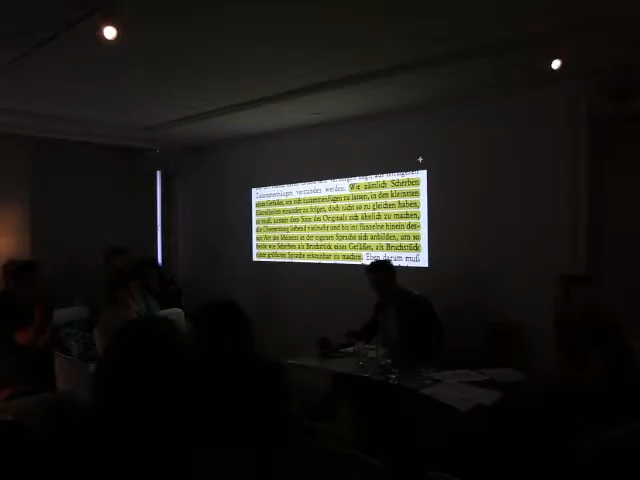 Zusammenhängen verstanden werden. Wie nämlich Scherben
eines Gefäßes, um sich zusammenfügen zu lassen, in den kleinsten
Einzelheiten einander zu folgen, doch nicht so zu gleichen haben,
so muß, anstatt dem Sinn des Originals sich ähnlich zu machen,
die Übersetzung liebend vielmehr und bis ins Einzelne hinein des-
sen Art des Meinens in der eigenen Sprache sich anbilden, um so
beide wie Scherben als Bruchstück eines Gefäßes, als Bruchstück
einer größeren Sprache erkennbar zu machen. Eben darum muß